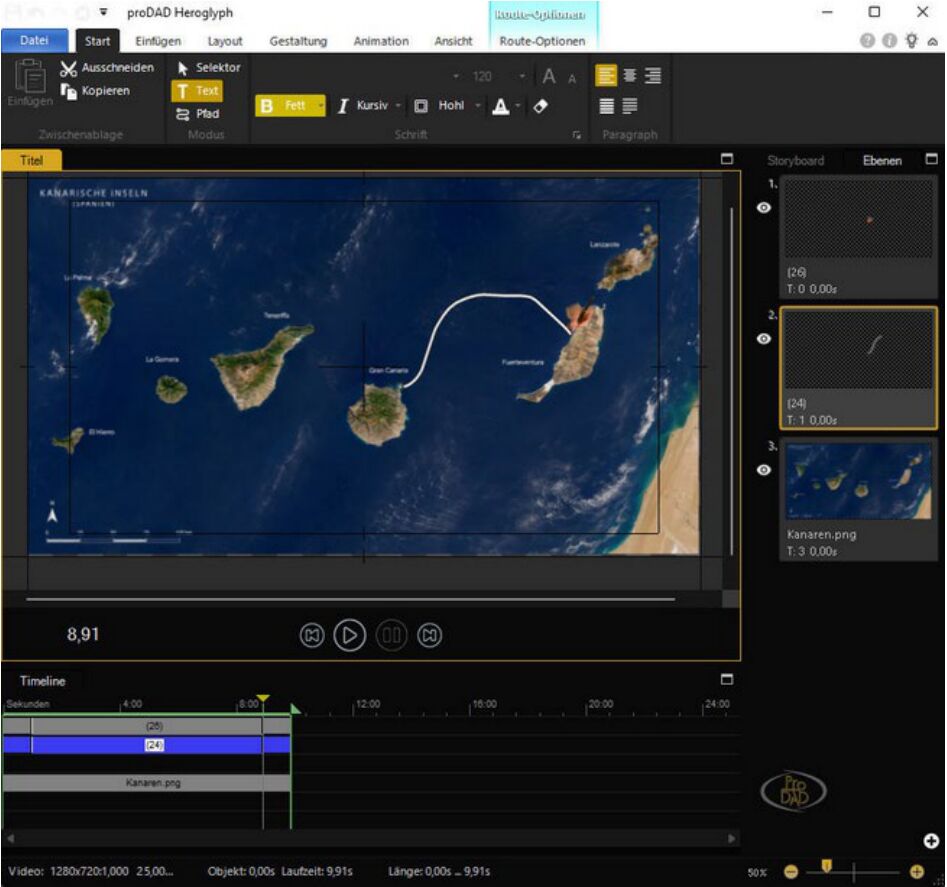 proDAD Heroglyph
Route-Optionen
Datei Start Einfügen Layout Gestaltung Animation Ansicht Route-Optionen
Einfügen
Ausschneiden
Kopieren
Zwischenablage
Selektor
Text
Pfad
Modus
120
A A
B Fett I Kursiv Hohl A
Schrift
Paragraph
Titel
Storyboard Ebenen
KANARISCHE INSELN
(SPANIEN)
La Palma
Lanzarote
Teneriffa
La Gomera
Gran Canaria
Fuerteventura
El Hierro
N
1.
(26)
T: 0 0,00s
2.
(24)
T: 1 0,00s
3.
Kanaren.png
T: 3 0,00s
8,91
Timeline
Sekunden 4:00 8:00 12:00 16:00 20:00 24:00
(26)
(24)
Kanaren.png
Pro
DAD
Video: 1280x720:1,000 25,00... Objekt: 0,00s Laufzeit: 9,91s Länge: 0,00s ... 9,91s
50%